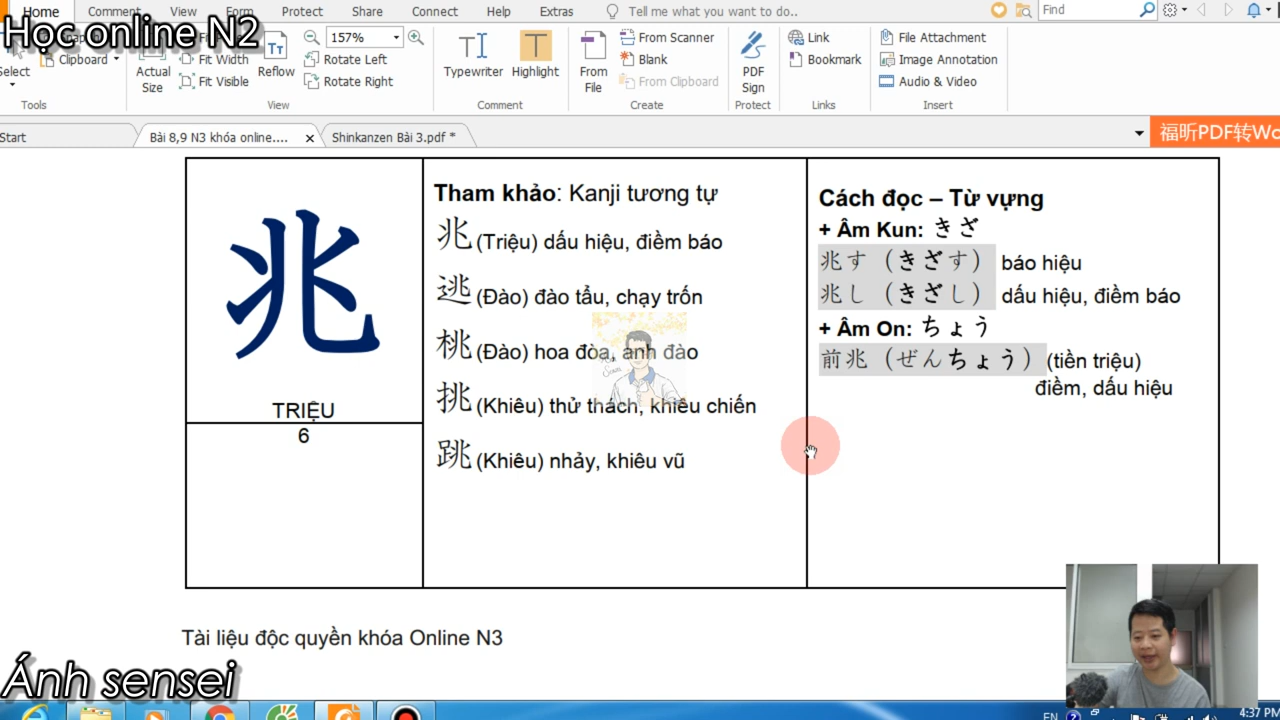 Home Comment View Form Protect Share Connect Help Extras Tell me what you want to do.. Find
Học online N2
Select
Clipboard
Actual Size
Fit Width
Fit Visible
Reflow
157%
Rotate Left
Rotate Right
Typewriter
Highlight
From File
From Scanner
Blank
From Clipboard
PDF Sign
Link
Bookmark
File Attachment
Image Annotation
Audio & Video
Tools View Comment Create Protect Links Insert
Start
Bài 8,9 N3 khóa online....
Shinkanzen Bài 3.pdf *
福昕PDF转Wo
兆
TRIỆU
6
Tham khảo: Kanji tương tự
兆 (Triệu) dấu hiệu, điềm báo
逃 (Đào) đào tẩu, chạy trốn
桃 (Đào) hoa đòa, anh đào
挑 (Khiêu) thử thách, khiêu chiến
跳 (Khiêu) nhảy, khiêu vũ
Cách đọc – Từ vựng
+ Âm Kun: きざ
兆す（きざす） báo hiệu
兆し（きざし） dấu hiệu, điềm báo
+ Âm On: ちょう
前兆（ぜんちょう）(tiền triệu)
điềm, dấu hiệu
Tài liệu độc quyền khóa Online N3
Ánh sensei
EN
4:37 PM